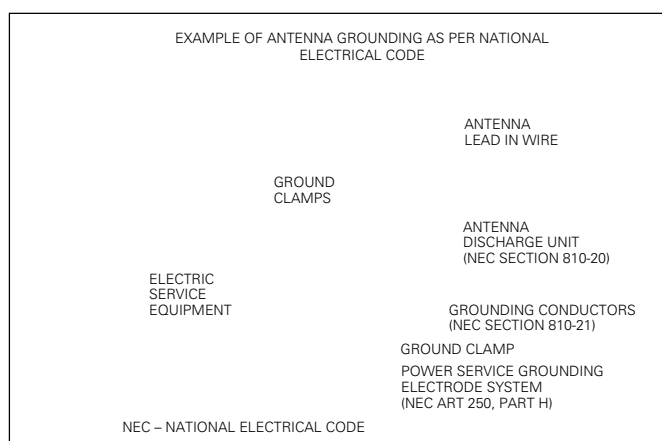 EXAMPLE OF ANTENNA GROUNDING AS PER NATIONAL
ELECTRICAL CODE
ANTENNA
LEAD IN WIRE
GROUND
CLAMPS
ANTENNA
DISCHARGE UNIT
(NEC SECTION 810-20)
ELECTRIC
SERVICE
EQUIPMENT
GROUNDING CONDUCTORS
(NEC SECTION 810-21)
GROUND CLAMP
POWER SERVICE GROUNDING
ELECTRODE SYSTEM
(NEC ART 250, PART H)
NEC – NATIONAL ELECTRICAL CODE